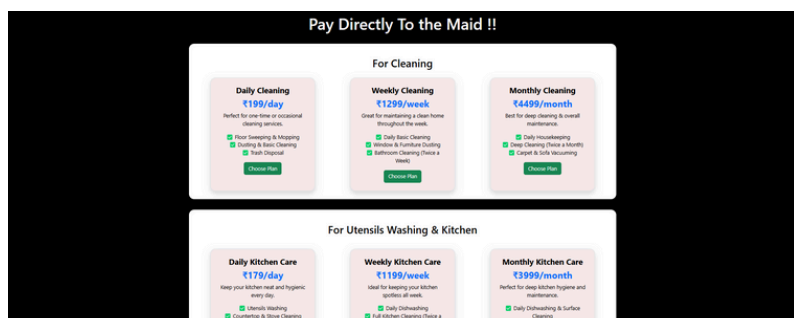 Pay Directly To the Maid !!
For Cleaning
Daily Cleaning
₹199/day
Perfect for one-time or occasional
cleaning services.
Floor Sweeping & Mopping
Dusting & Basic Cleaning
Trash Disposal
Choose Plan
Weekly Cleaning
₹1299/week
Great for maintaining a clean home
throughout the week.
Daily Basic Cleaning
Window & Furniture Dusting
Bathroom Cleaning (Twice a
Week)
Choose Plan
Monthly Cleaning
₹4499/month
Best for deep cleaning & overall
maintenance.
Daily Housekeeping
Deep Cleaning (Twice a Month)
Carpet & Sofa Vacuuming
Choose Plan
For Utensils Washing & Kitchen
Daily Kitchen Care
₹179/day
Keep your kitchen neat and hygienic
every day.
Utensils Washing
Countertop & Stove Cleaning
Weekly Kitchen Care
₹1199/week
Ideal for keeping your kitchen
spotless all week.
Daily Dishwashing
Full Kitchen Cleaning (Twice a
Monthly Kitchen Care
₹3999/month
Perfect for deep kitchen hygiene and
maintenance.
Daily Dishwashing & Surface
Cleaning